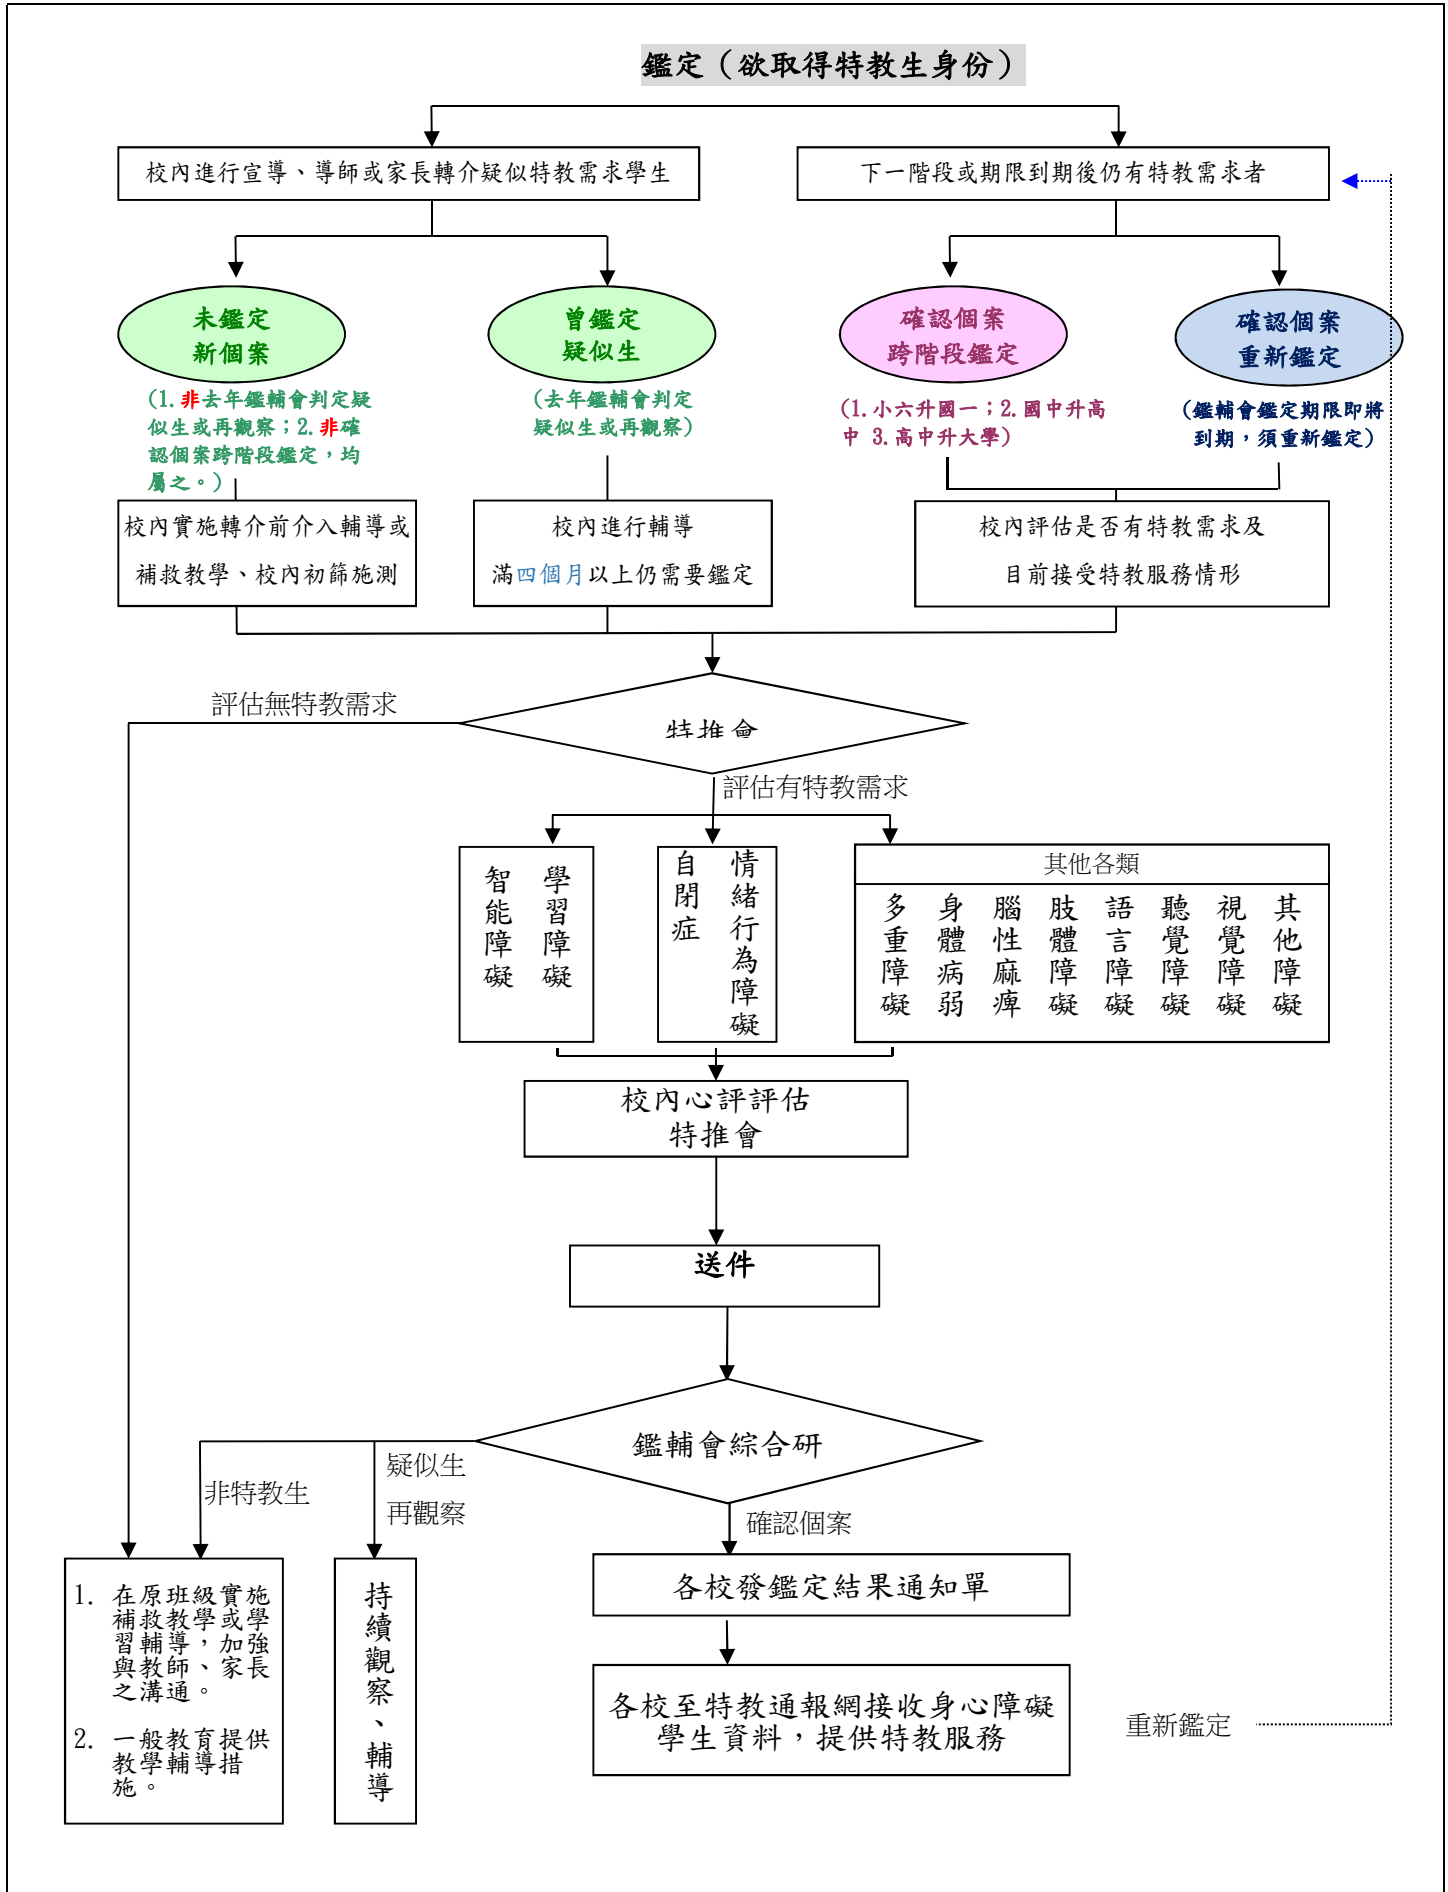 鑑定（欲取得特教生身份）
校內進行宣導、導師或家長轉介疑似特教需求學生
下一階段或期限到期後仍有特教需求者
未鑑定
新個案
曾鑑定
疑似生
確認個案
跨階段鑑定
確認個案
重新鑑定
(1.非去年鑑輔會判定疑
似生或再觀察；2.非確
認個案跨階段鑑定，均
屬之。)
(去年鑑輔會判定
疑似生或再觀察)
(1.小六升國一；2.國中升高
中 3.高中升大學)
(鑑輔會鑑定期限即將
到期，須重新鑑定)
校內實施轉介前介入輔導或
補救教學、校內初篩施測
校內進行輔導
滿四個月以上仍需要鑑定
校內評估是否有特教需求及
目前接受特教服務情形
評估無特教需求
特推會
評估有特教需求
智能障礙
學習障礙
自閉症
情緒行為障礙
其他各類
多重障礙
身體病弱
腦性麻痺
肢體障礙
語言障礙
聽覺障礙
視覺障礙
其他障礙
校內心評評估
特推會
送件
鑑輔會綜合研
非特教生
疑似生
再觀察
確認個案
1. 在原班級實施
補救教學或學
習輔導，加強
與教師、家長
之溝通。
2. 一般教育提供
教學輔導措
施。
持續觀察、輔導
各校發鑑定結果通知單
各校至特教通報網接收身心障礙
學生資料，提供特教服務
重新鑑定